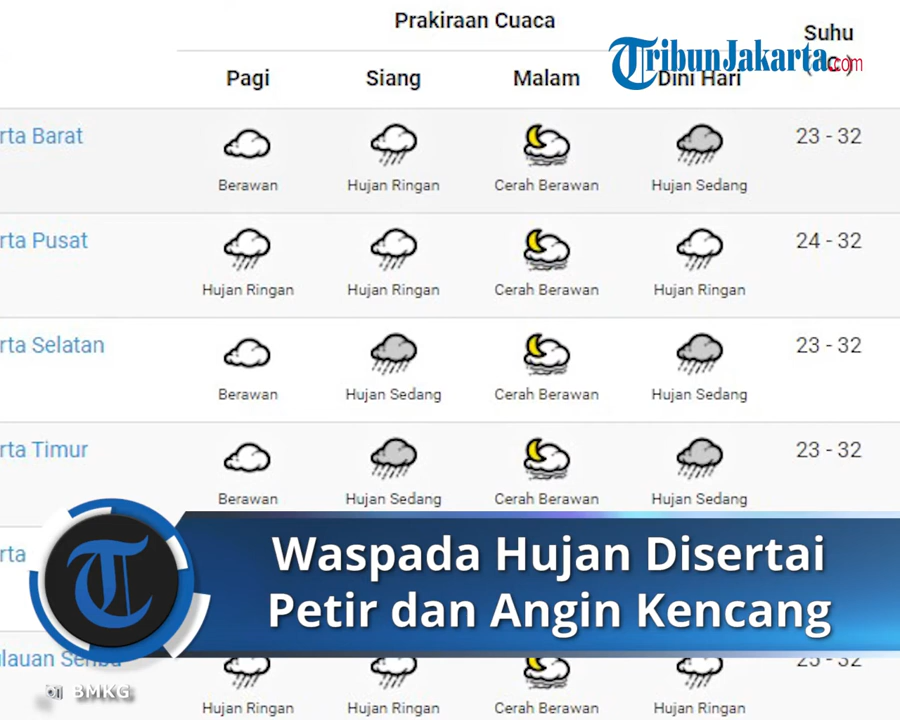 Prakiraan Cuaca
Suhu
TribunJakarta.com
Pagi Siang Malam Dini Hari
rta Barat 23 - 32
Berawan Hujan Ringan Cerah Berawan Hujan Sedang
rta Pusat 24 - 32
Hujan Ringan Hujan Ringan Cerah Berawan Hujan Ringan
rta Selatan 23 - 32
Berawan Hujan Sedang Cerah Berawan Hujan Sedang
rta Timur 23 - 32
Berawan Hujan Sedang Cerah Berawan Hujan Sedang
rta
Waspada Hujan Disertai
Petir dan Angin Kencang
BMKG
Hujan Ringan Hujan Ringan Cerah Berawan Hujan Ringan